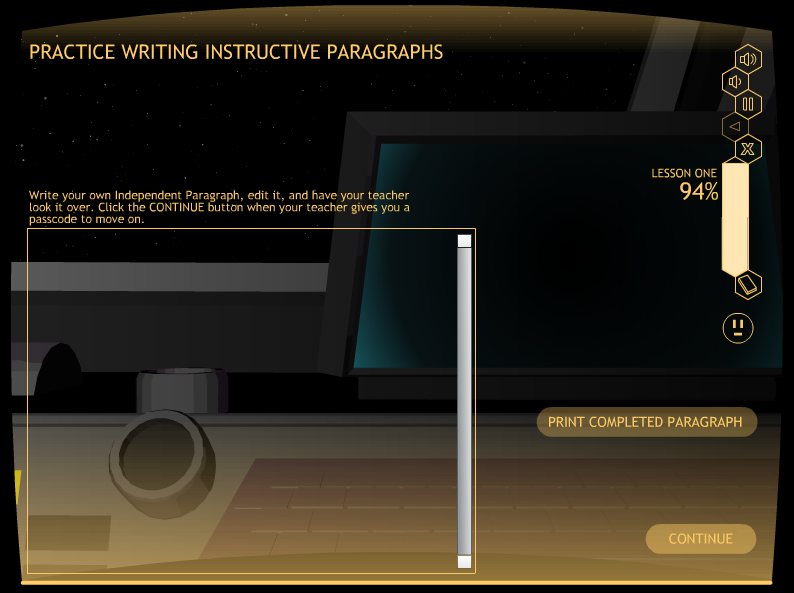 PRACTICE WRITING INSTRUCTIVE PARAGRAPHS
Write your own Independent Paragraph, edit it, and have your teacher
look it over. Click the CONTINUE button when your teacher gives you a
passcode to move on.
LESSON ONE
94%
PRINT COMPLETED PARAGRAPH
CONTINUE